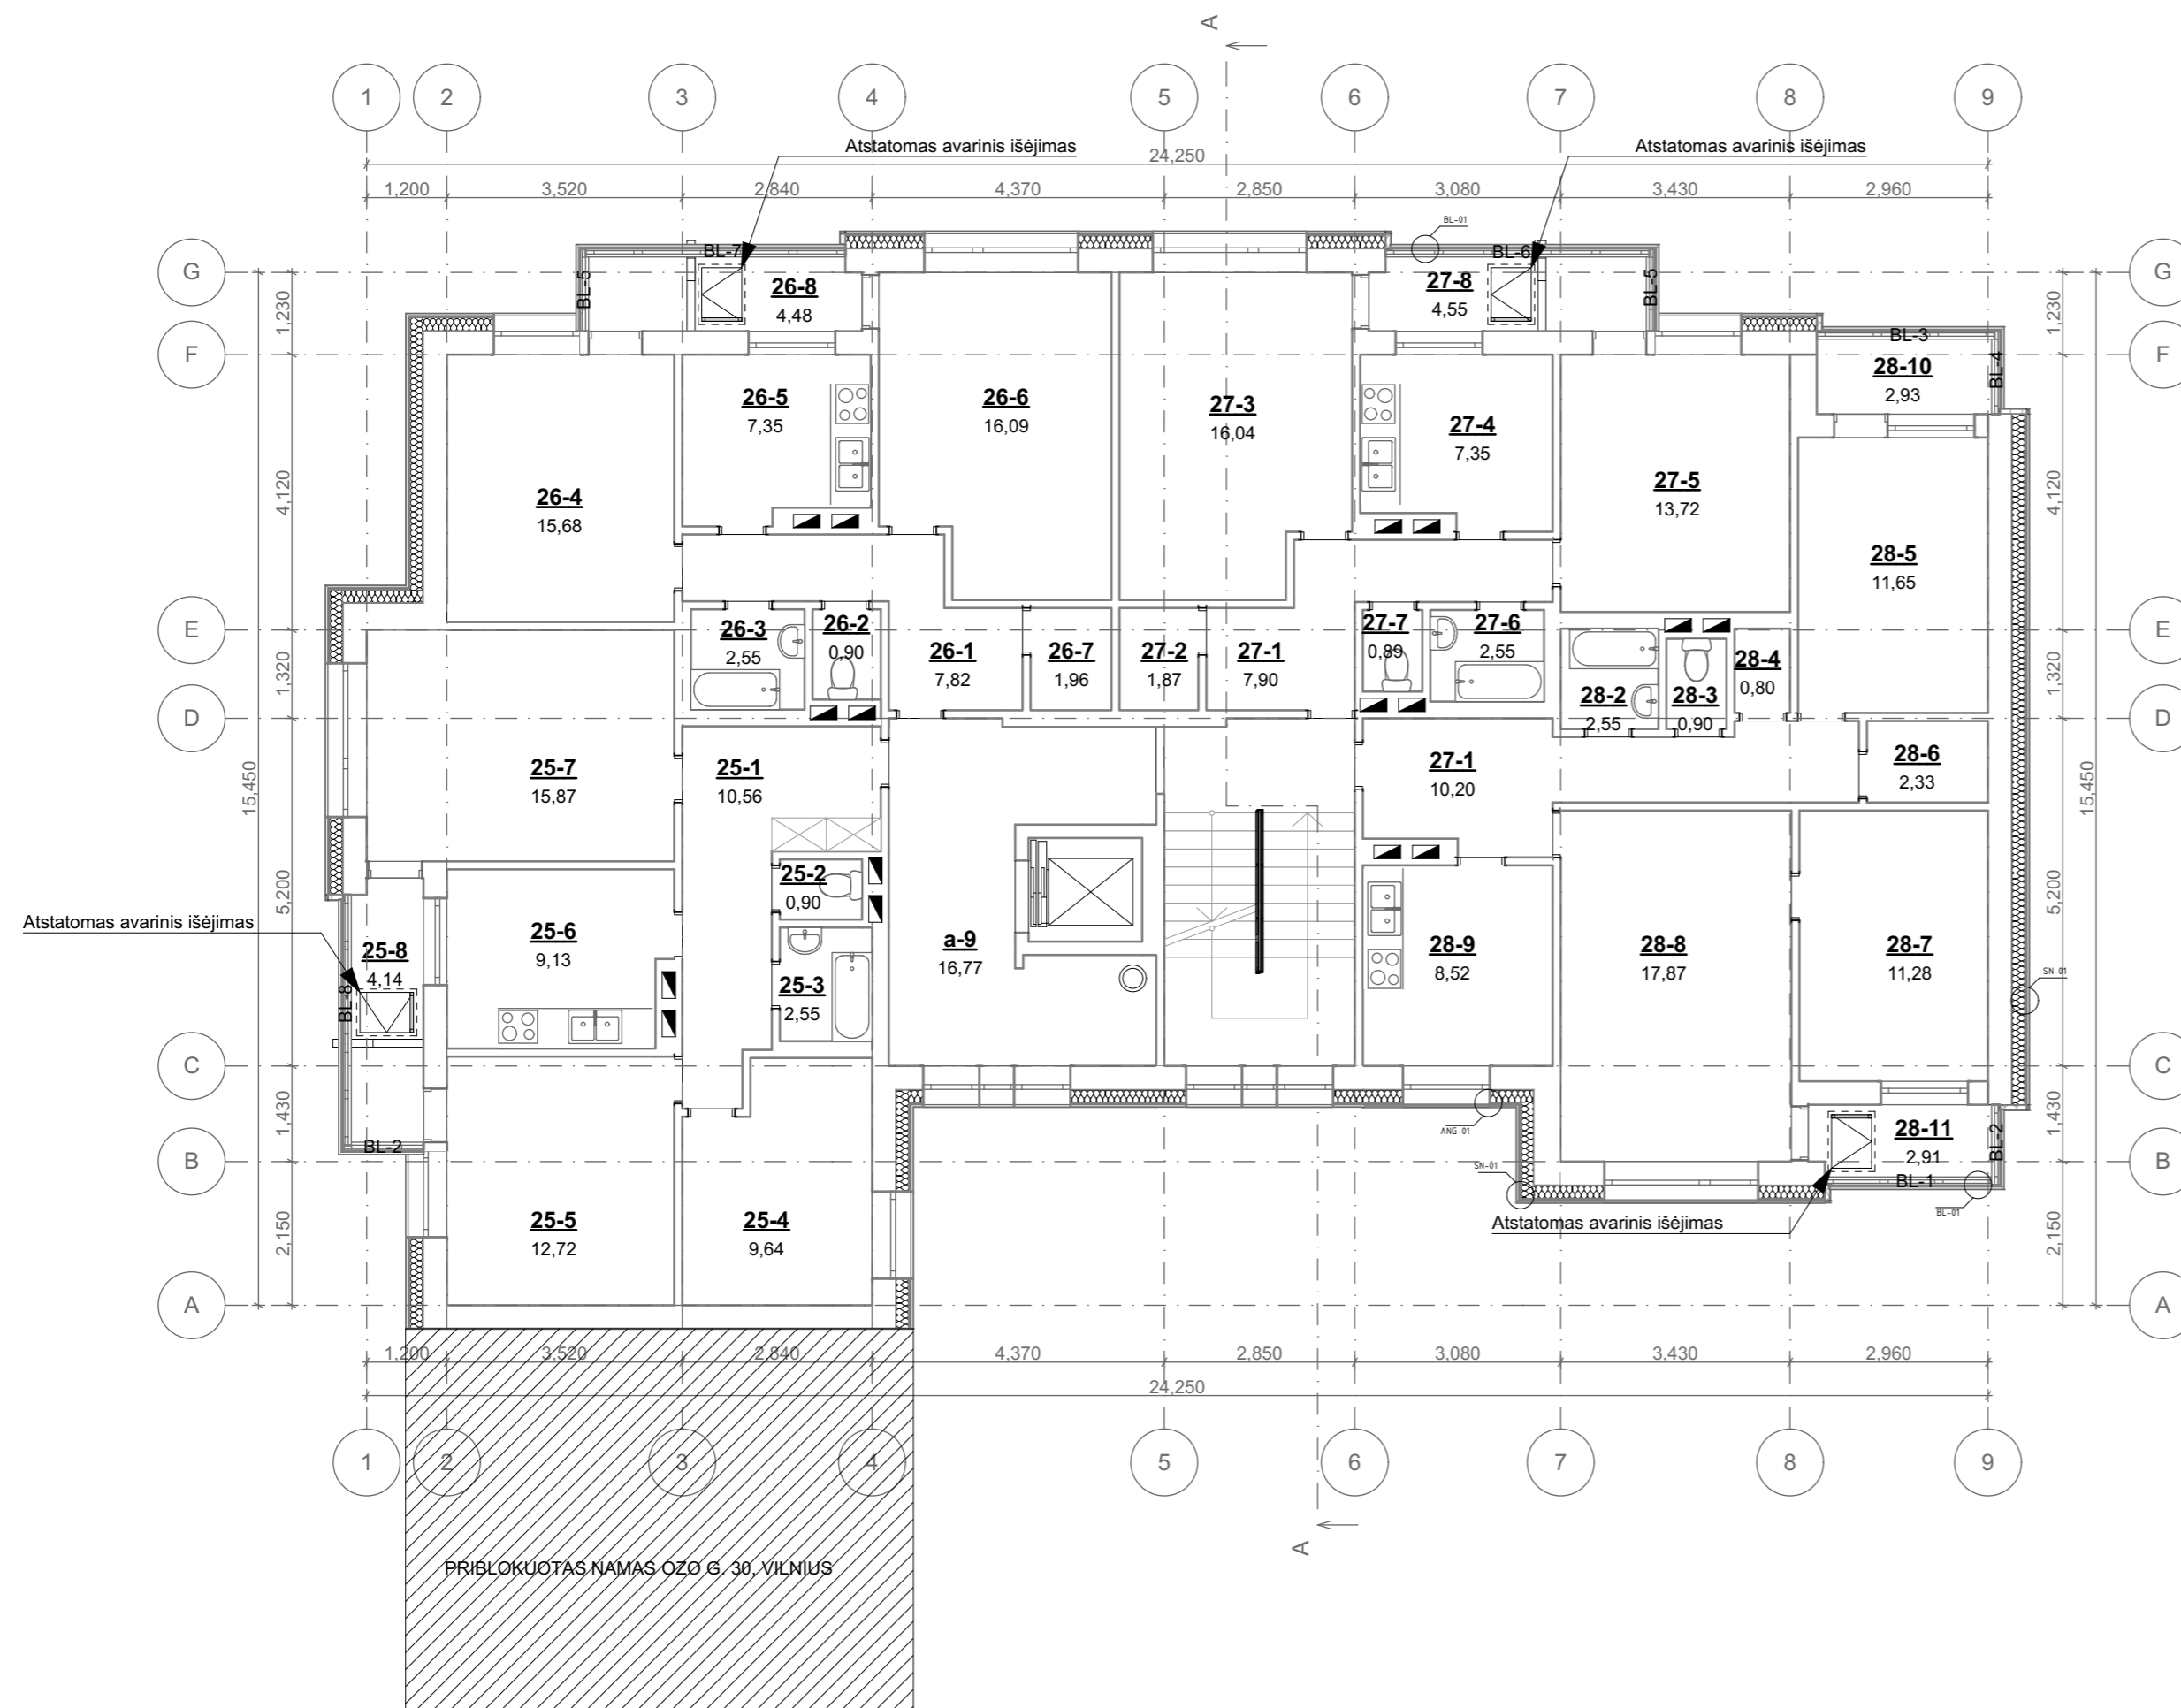 A
1 2 3 4 5 6 7 8 9
Atstatomas avarinis išėjimas
Atstatomas avarinis išėjimas
24,250
1,200 3,520 2,840 4,370 2,850 3,080 3,430 2,960
BL-01
G
BL-7
BL-6
G
BL-5
26-8
4,48
27-8
4,55
BL-5
1,230
1,230
F
BL-3
F
28-10
2,93
BL-4
26-5
7,35
26-6
16,09
27-3
16,04
27-4
7,35
4,120
26-4
15,68
27-5
13,72
4,120
28-5
11,65
E
26-3
2,55
26-2
0,90
26-1
7,82
26-7
1,96
27-2
1,87
27-1
7,90
27-7
0,89
27-6
2,55
28-4
0,80
E
1,320
28-2
2,55
28-3
0,90
1,320
D
D
15,450
25-7
15,87
25-1
10,56
27-1
10,20
28-6
2,33
15,450
5,200
25-2
0,90
5,200
Atstatomas avarinis išėjimas
25-8
4,14
25-6
9,13
a-9
16,77
28-9
8,52
28-8
17,87
28-7
11,28
BL-8
25-3
2,55
SN-01
C
C
1,430
ANG-01
28-11
2,91
BL-2
1,430
B
BL-2
SN-01
BL-1
B
BL-01
2,150
25-5
12,72
25-4
9,64
Atstatomas avarinis išėjimas
2,150
A
A
1,200 3,520 2,840 4,370 2,850 3,080 3,430 2,960
24,250
1 2 3 4 5 6 7 8 9
A
PRIBLOKUOTAS NAMAS OZO G. 30, VILNIUS